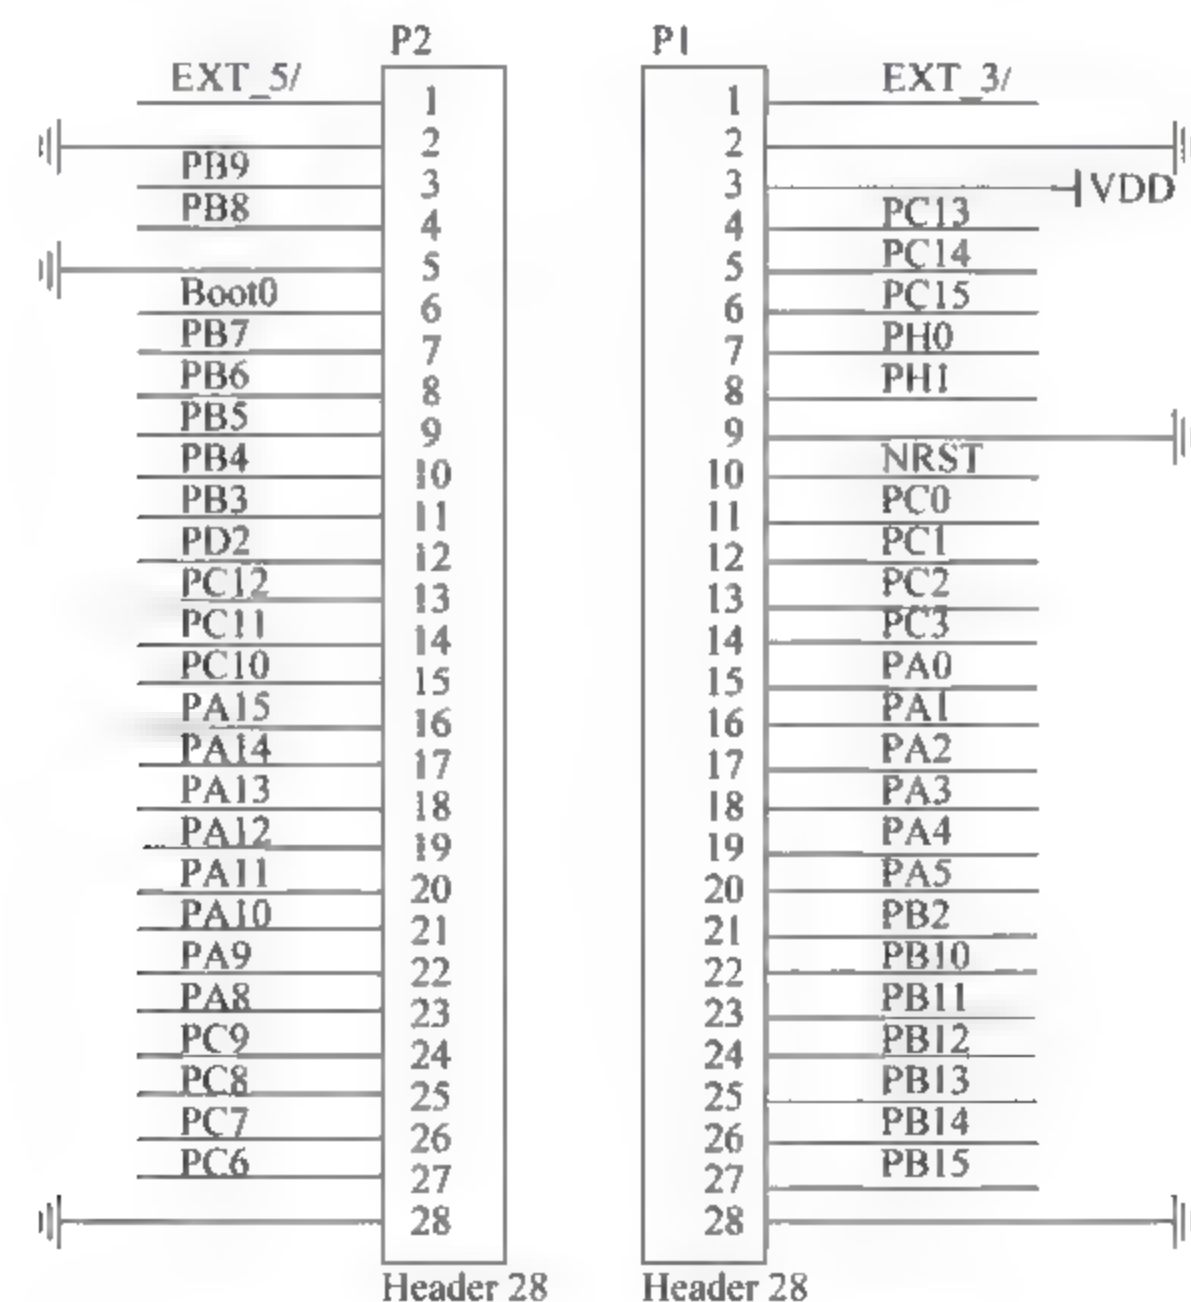 P2
EXT_5/ 1
2
PB9 3
PB8 4
5
Boot0 6
PB7 7
PB6 8
PB5 9
PB4 10
PB3 11
PD2 12
PC12 13
PC11 14
PC10 15
PA15 16
PA14 17
PA13 18
PA12 19
PA11 20
PA10 21
PA9 22
PA8 23
PC9 24
PC8 25
PC7 26
PC6 27
28
Header 28
P1
1 EXT_3/
2
3 VDD
4 PC13
5 PC14
6 PC15
7 PH0
8 PH1
9
10 NRST
11 PC0
12 PC1
13 PC2
14 PC3
15 PA0
16 PA1
17 PA2
18 PA3
19 PA4
20 PA5
21 PB2
22 PB10
23 PB11
24 PB12
25 PB13
26 PB14
27 PB15
28
Header 28